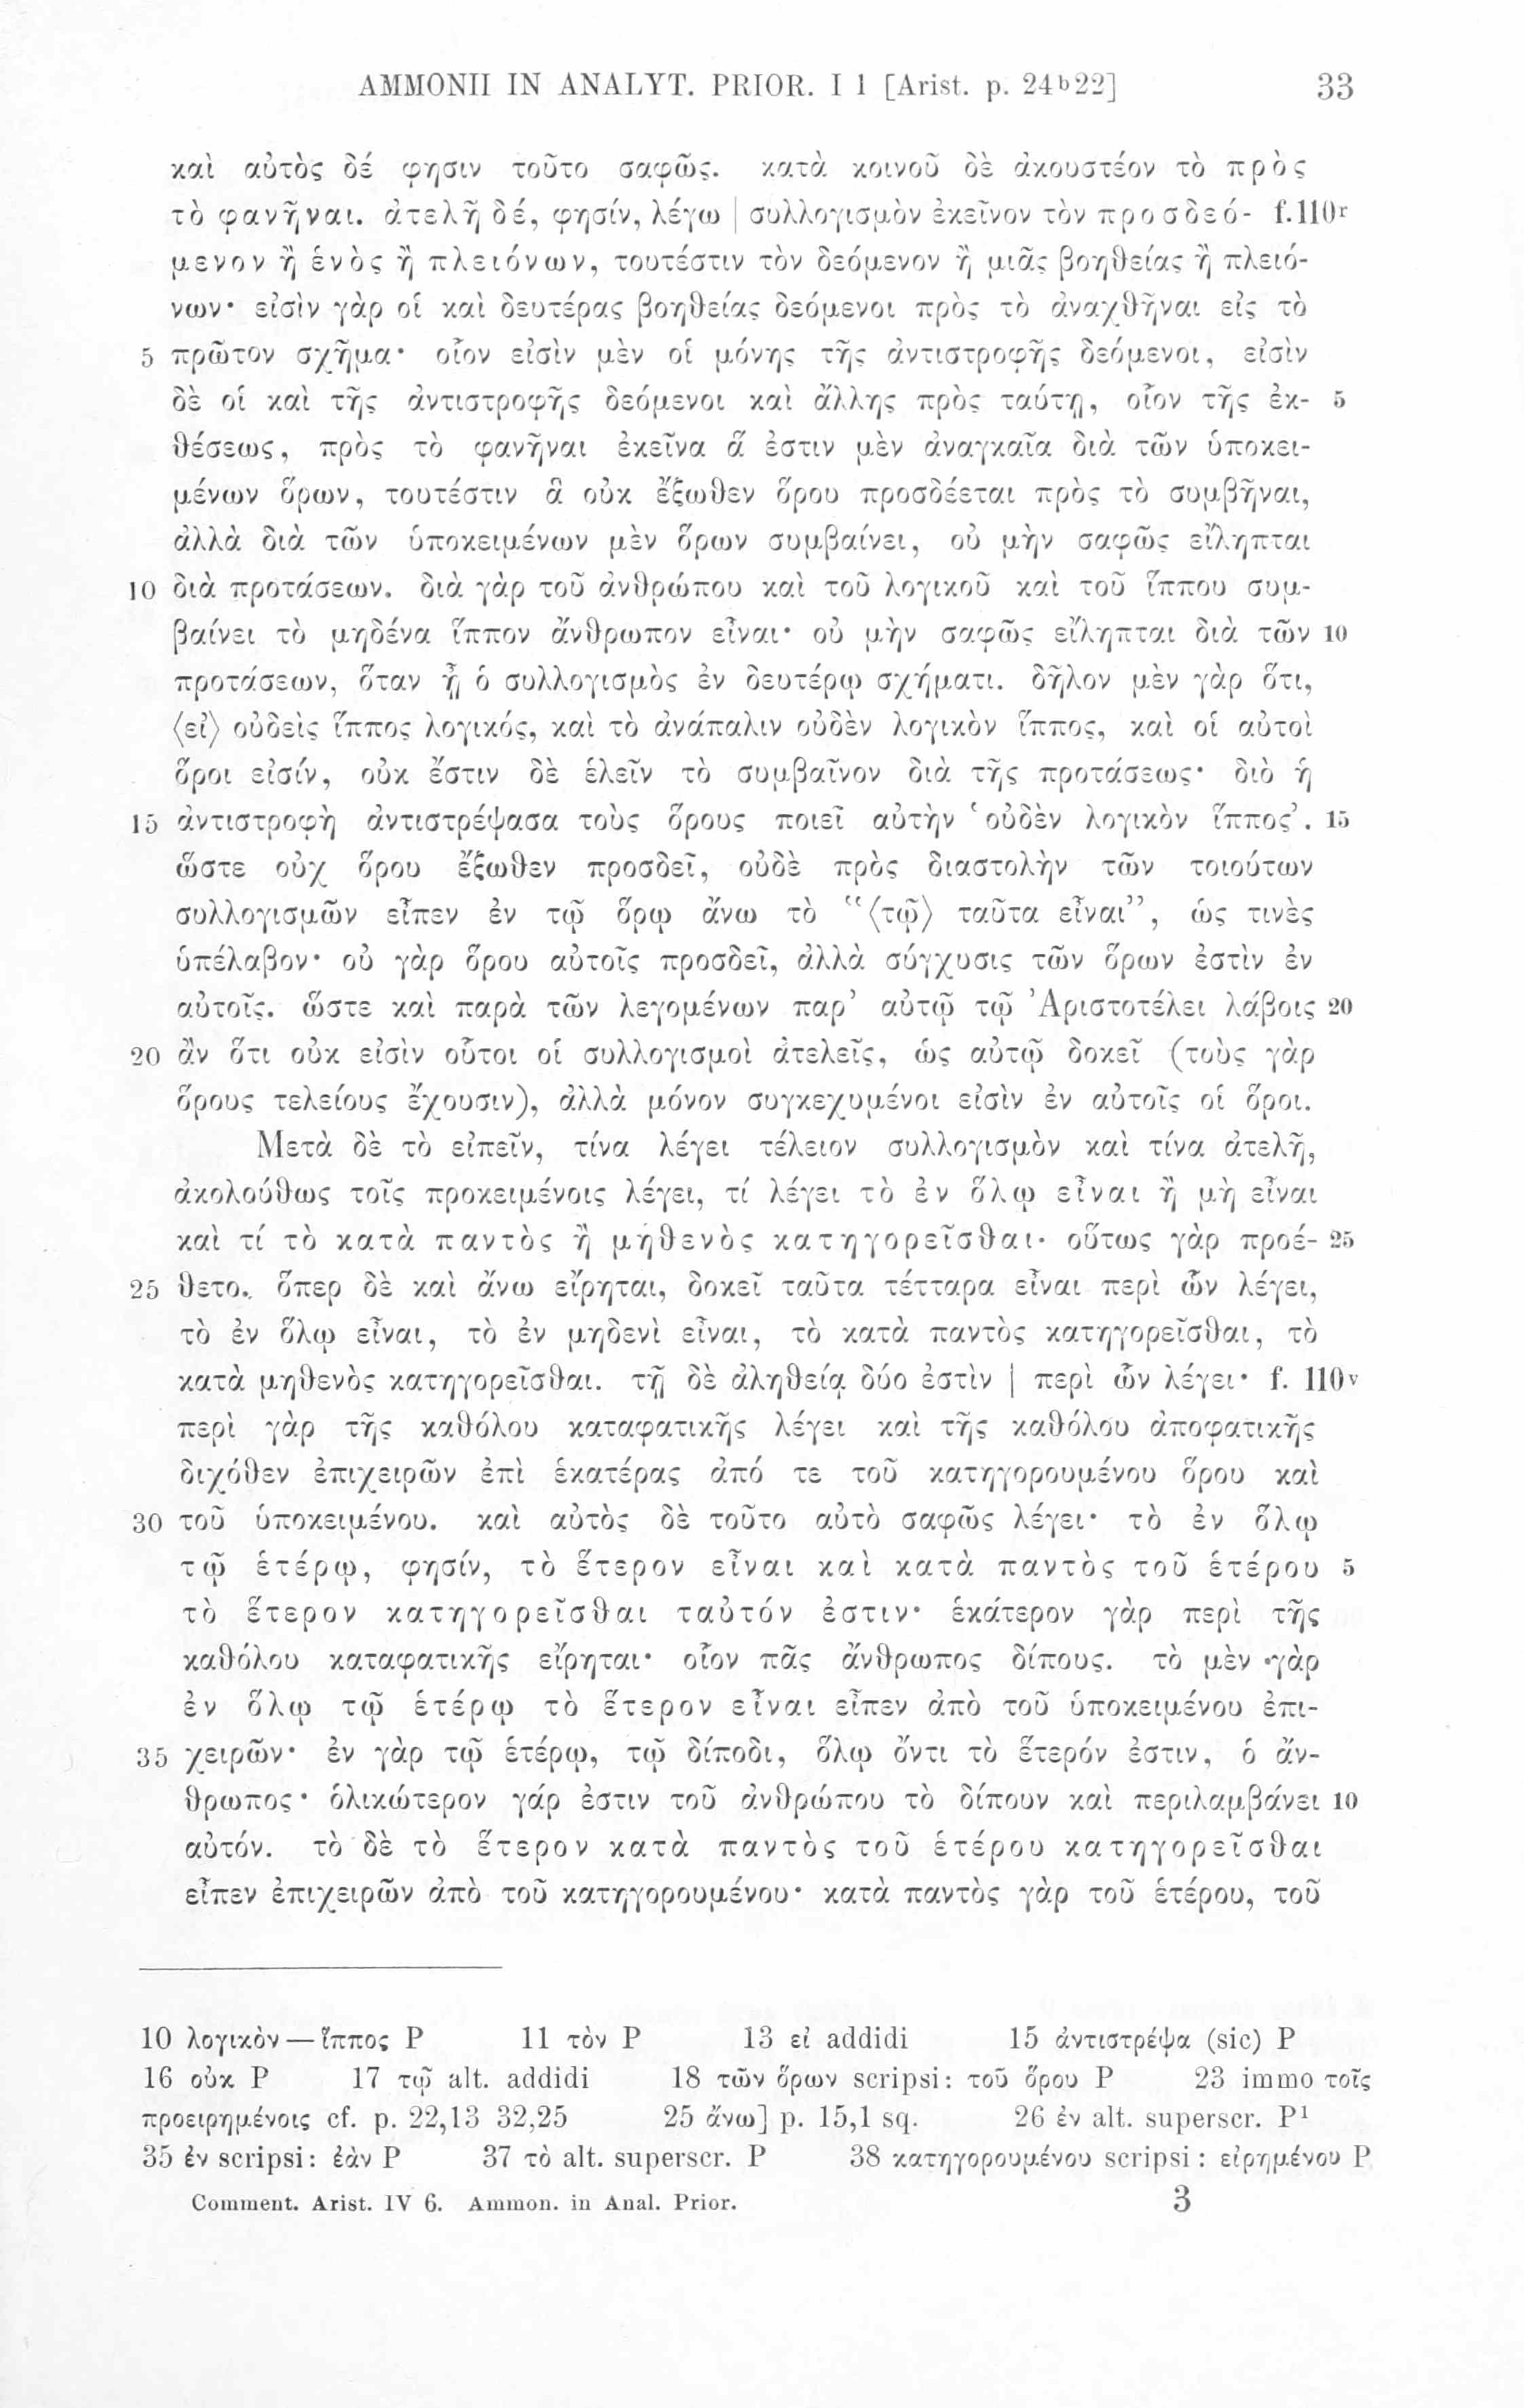 AMMONII IN ANALYT. PRIOR. I 1 [Arist. p. 24ᵇ22] 33
καὶ αὐτὸς δέ φησιν τοῦτο σαφῶς. κατὰ κοινοῦ δὲ ἀκουστέον τὸ πρὸς
τὸ φανῆναι. ἀτελῆ δέ, φησίν, λέγω | συλλογισμὸν ἐκεῖνον τὸν προσδεό- f. 110ʳ
μενον ἢ ἑνὸς ἢ πλειόνων, τουτέστιν τὸν δεόμενον ἢ μιᾶς βοηθείας ἢ πλειό-
νων· εἰσὶν γὰρ οἳ καὶ δευτέρας βοηθείας δεόμενοι πρὸς τὸ ἀναχθῆναι εἰς τὸ
5 πρῶτον σχῆμα· οἷον εἰσὶν μὲν οἳ μόνης τῆς ἀντιστροφῆς δεόμενοι, εἰσὶν
δὲ οἳ καὶ τῆς ἀντιστροφῆς δεόμενοι καὶ ἄλλης πρὸς ταύτῃ, οἷον τῆς ἐκ- 5
θέσεως, πρὸς τὸ φανῆναι ἐκεῖνα ἅ ἐστιν μὲν ἀναγκαῖα διὰ τῶν ὑποκει-
μένων ὅρων, τουτέστιν ἃ οὐκ ἔξωθεν ὅρου προσδέεται πρὸς τὸ συμβῆναι,
ἀλλὰ διὰ τῶν ὑποκειμένων μὲν ὅρων συμβαίνει, οὐ μὴν σαφῶς εἴληπται
10 διὰ προτάσεων. διὰ γὰρ τοῦ ἀνθρώπου καὶ τοῦ λογικοῦ καὶ τοῦ ἵππου συμ-
βαίνει τὸ μηδένα ἵππον ἄνθρωπον εἶναι· οὐ μὴν σαφῶς εἴληπται διὰ τῶν 10
προτάσεων, ὅταν ᾖ ὁ συλλογισμὸς ἐν δευτέρῳ σχήματι. δῆλον μὲν γὰρ ὅτι,
⟨εἰ⟩ οὐδεὶς ἵππος λογικός, καὶ τὸ ἀνάπαλιν οὐδὲν λογικὸν ἵππος, καὶ οἱ αὐτοὶ
ὅροι εἰσίν, οὐκ ἔστιν δὲ ἑλεῖν τὸ συμβαῖνον διὰ τῆς προτάσεως· διὸ ἡ
15 ἀντιστροφὴ ἀντιστρέψασα τοὺς ὅρους ποιεῖ αὐτὴν ‘οὐδὲν λογικὸν ἵππος’. 15
ὥστε οὐχ ὅρου ἔξωθεν προσδεῖ, οὐδὲ πρὸς διαστολὴν τῶν τοιούτων
συλλογισμῶν εἶπεν ἐν τῷ ὅρῳ ἄνω τὸ “⟨τῷ⟩ ταῦτα εἶναι”, ὥς τινὲς
ὑπέλαβον· οὐ γὰρ ὅρου αὐτοῖς προσδεῖ, ἀλλὰ σύγχυσις τῶν ὅρων ἐστὶν ἐν
αὐτοῖς. ὥστε καὶ παρὰ τῶν λεγομένων παρ’ αὐτῷ τῷ Ἀριστοτέλει λάβοις 20
20 ἂν ὅτι οὐκ εἰσὶν οὗτοι οἱ συλλογισμοὶ ἀτελεῖς, ὡς αὐτῷ δοκεῖ (τοὺς γὰρ
ὅρους τελείους ἔχουσιν), ἀλλὰ μόνον συγκεχυμένοι εἰσὶν ἐν αὐτοῖς οἱ ὅροι.
Μετὰ δὲ τὸ εἰπεῖν, τίνα λέγει τέλειον συλλογισμὸν καὶ τίνα ἀτελῆ,
ἀκολούθως τοῖς προκειμένοις λέγει, τί λέγει τὸ ἐν ὅλῳ εἶναι ἢ μὴ εἶναι
καὶ τί τὸ κατὰ παντὸς ἢ μηθενὸς κατηγορεῖσθαι· οὕτως γὰρ προέ- 25
25 θετο. ὅπερ δὲ καὶ ἄνω εἴρηται, δοκεῖ ταῦτα τέτταρα εἶναι περὶ ὧν λέγει,
τὸ ἐν ὅλῳ εἶναι, τὸ ἐν μηδενὶ εἶναι, τὸ κατὰ παντὸς κατηγορεῖσθαι, τὸ
κατὰ μηθενὸς κατηγορεῖσθαι. τῇ δὲ ἀληθείᾳ δύο ἐστὶν | περὶ ὧν λέγει· f. 110ᵛ
περὶ γὰρ τῆς καθόλου καταφατικῆς λέγει καὶ τῆς καθόλου ἀποφατικῆς
διχόθεν ἐπιχειρῶν ἐπὶ ἑκατέρας ἀπό τε τοῦ κατηγορουμένου ὅρου καὶ
30 τοῦ ὑποκειμένου. καὶ αὐτὸς δὲ τοῦτο αὐτὸ σαφῶς λέγει· τὸ ἐν ὅλῳ
τῷ ἑτέρῳ, φησίν, τὸ ἕτερον εἶναι καὶ κατὰ παντὸς τοῦ ἑτέρου 5
τὸ ἕτερον κατηγορεῖσθαι ταὐτόν ἐστιν· ἑκάτερον γὰρ περὶ τῆς
καθόλου καταφατικῆς εἴρηται· οἷον πᾶς ἄνθρωπος δίπους. τὸ μὲν γὰρ
ἐν ὅλῳ τῷ ἑτέρῳ τὸ ἕτερον εἶναι εἶπεν ἀπὸ τοῦ ὑποκειμένου ἐπι-
35 χειρῶν· ἐν γὰρ τῷ ἑτέρῳ, τῷ δίποδι, ὅλῳ ὄντι τὸ ἕτερόν ἐστιν, ὁ ἄν-
θρωπος· ὁλικώτερον γάρ ἐστιν τοῦ ἀνθρώπου τὸ δίπουν καὶ περιλαμβάνει 10
αὐτόν. τὸ δὲ τὸ ἕτερον κατὰ παντὸς τοῦ ἑτέρου κατηγορεῖσθαι
εἶπεν ἐπιχειρῶν ἀπὸ τοῦ κατηγορουμένου· κατὰ παντὸς γὰρ τοῦ ἑτέρου, τοῦ
10 λογικὸν — ἵππος P 11 τὸν P 13 εἰ addidi 15 ἀντιστρέψα (sic) P
16 οὐκ P 17 τῷ alt. addidi 18 τῶν ὅρων scripsi: τοῦ ὅρου P 23 immo τοῖς
προειρημένοις cf. p. 22,13 32,25 25 ἄνω] p. 15,1 sq. 26 ἐν alt. superscr. P¹
35 ἐν scripsi: ἐὰν P 37 τὸ alt. superscr. P 38 κατηγορουμένου scripsi: εἰρημένου P
Comment. Arist. IV 6. Ammon. in Anal. Prior. 3